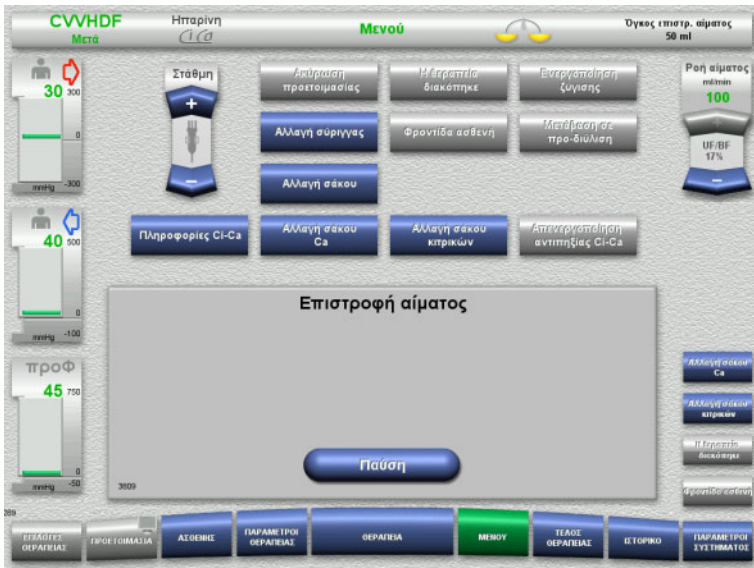 CVVHDF
Μετά
Ηπαρίνη
CiCa
Μενού
Όγκος επιστρ. αίματος
50 ml
30
300
0
-300
mmHg
Στάθμη
+
−
Ακύρωση
προετοιμασίας
Η θεραπεία
διακόπηκε
Ενεργοποίηση
ζύγισης
Αλλαγή σύριγγας
Φροντίδα ασθενή
Μετάβαση σε
προ-διύλιση
Αλλαγή σάκου
Ροή αίματος
ml/min
100
+
UF/BF
17%
−
Πληροφορίες Ci-Ca
Αλλαγή σάκου
Ca
Αλλαγή σάκου
κιτρικών
Απενεργοποίηση
αντιπηξίας Ci-Ca
40
500
0
-100
mmHg
Επιστροφή αίματος
Παύση
3809
προΦ
45
750
0
-50
mmHg
Αλλαγή σάκου
Ca
Αλλαγή σάκου
κιτρικών
Η θεραπεία
διακόπηκε
Φροντίδα ασθενή
289
ΕΠΙΛΟΓΕΣ
ΘΕΡΑΠΕΙΑΣ
ΠΡΟΕΤΟΙΜΑΣΙΑ
ΑΣΘΕΝΗΣ
ΠΑΡΑΜΕΤΡΟΙ
ΘΕΡΑΠΕΙΑΣ
ΘΕΡΑΠΕΙΑ
ΜΕΝΟΥ
ΤΕΛΟΣ
ΘΕΡΑΠΕΙΑΣ
ΙΣΤΟΡΙΚΟ
ΠΑΡΑΜΕΤΡΟΙ
ΣΥΣΤΗΜΑΤΟΣ